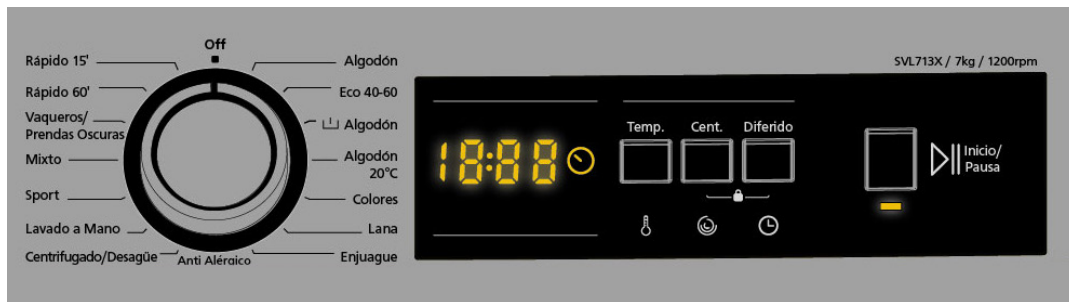 Off
Rápido 15'
Rápido 60'
Vaqueros/
Prendas Oscuras
Mixto
Sport
Lavado a Mano
Centrifugado/Desagüe
Anti Aléraico
Algodón
Eco 40-60
Algodón
Algodón
20°C
Colores
Lana
Enjuague
SVL713X / 7kg / 1200rpm
18:88
Temp. Cent. Diferido
Inicio/
Pausa